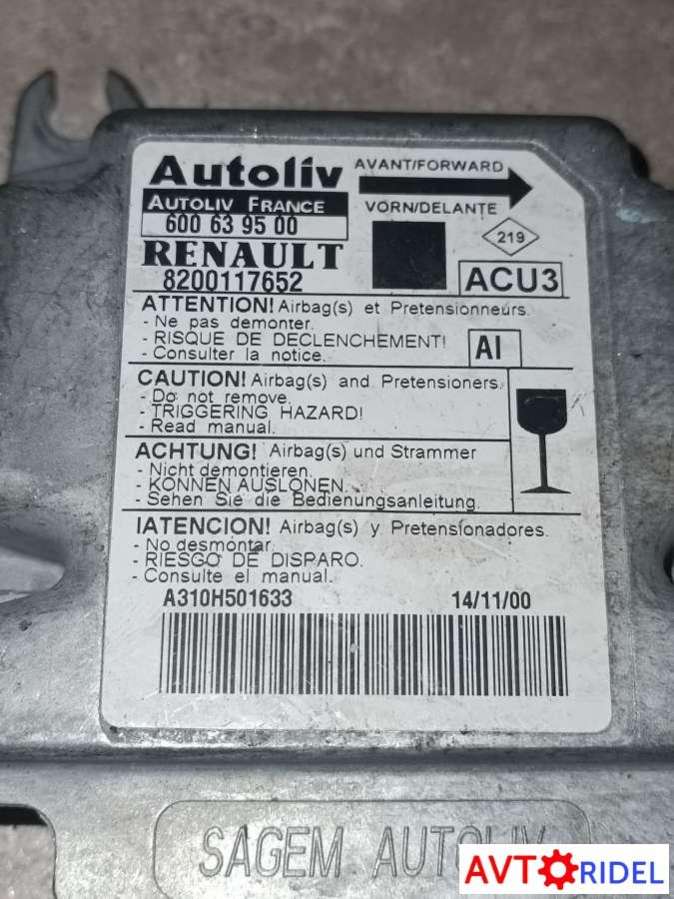 Autoliv
AVANT/FORWARD
AUTOLIV FRANCE
VORN/DELANTE
600 63 95 00
219
RENAULT
8200117652
ACU3
ATTENTION! Airbag(s) et Pretensionneurs.
- Ne pas demonter.
- RISQUE DE DECLENCHEMENT!
- Consulter la notice.
AI
CAUTION! Airbag(s) and Pretensioners.
- Do not remove.
- TRIGGERING HAZARD!
- Read manual.
ACHTUNG! Airbag(s) und Strammer
- Nicht demontieren.
- KONNEN AUSLONEN.
- Sehen Sie die Bedienungsanleitung.
IATENCION! Airbag(s) y Pretensionadores.
- No desmontar.
- RIESGO DE DISPARO.
- Consulte el manual.
A310H501633
14/11/00
SAGEM AUTOLIV
AVTORIDEL